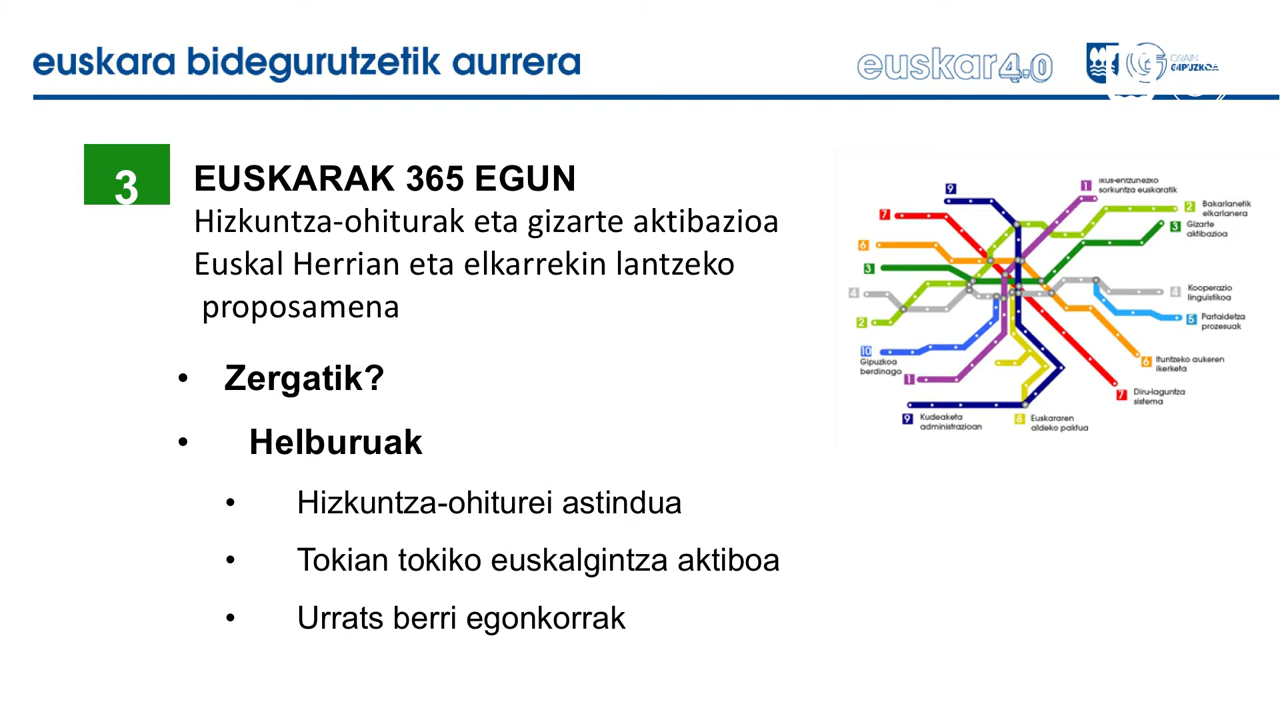 euskara bidegurutzetik aurrera
euskar4.0
GIPUZKOA
3
EUSKARAK 365 EGUN
Hizkuntza-ohiturak eta gizarte aktibazioa
Euskal Herrian eta elkarrekin lantzeko
proposamena
• Zergatik?
• Helburuak
• Hizkuntza-ohiturei astindua
• Tokian tokiko euskalgintza aktiboa
• Urrats berri egonkorrak
9
1
Ikus-entzunezko
sorkuntza euskaratik
2
Bakarlanetik
elkarlanera
7
3
Gizarte
aktibazioa
6
3
4
4
Kooperazio
linguistikoa
2
5
Partaidetza
prozesuak
10
Gipuzkoa
berdinago
6
Ituntzeko aukeren
ikerketa
1
7
Diru-laguntza
sistema
9
Kudeaketa
administrazioan
8
Euskararen
aldeko paktua